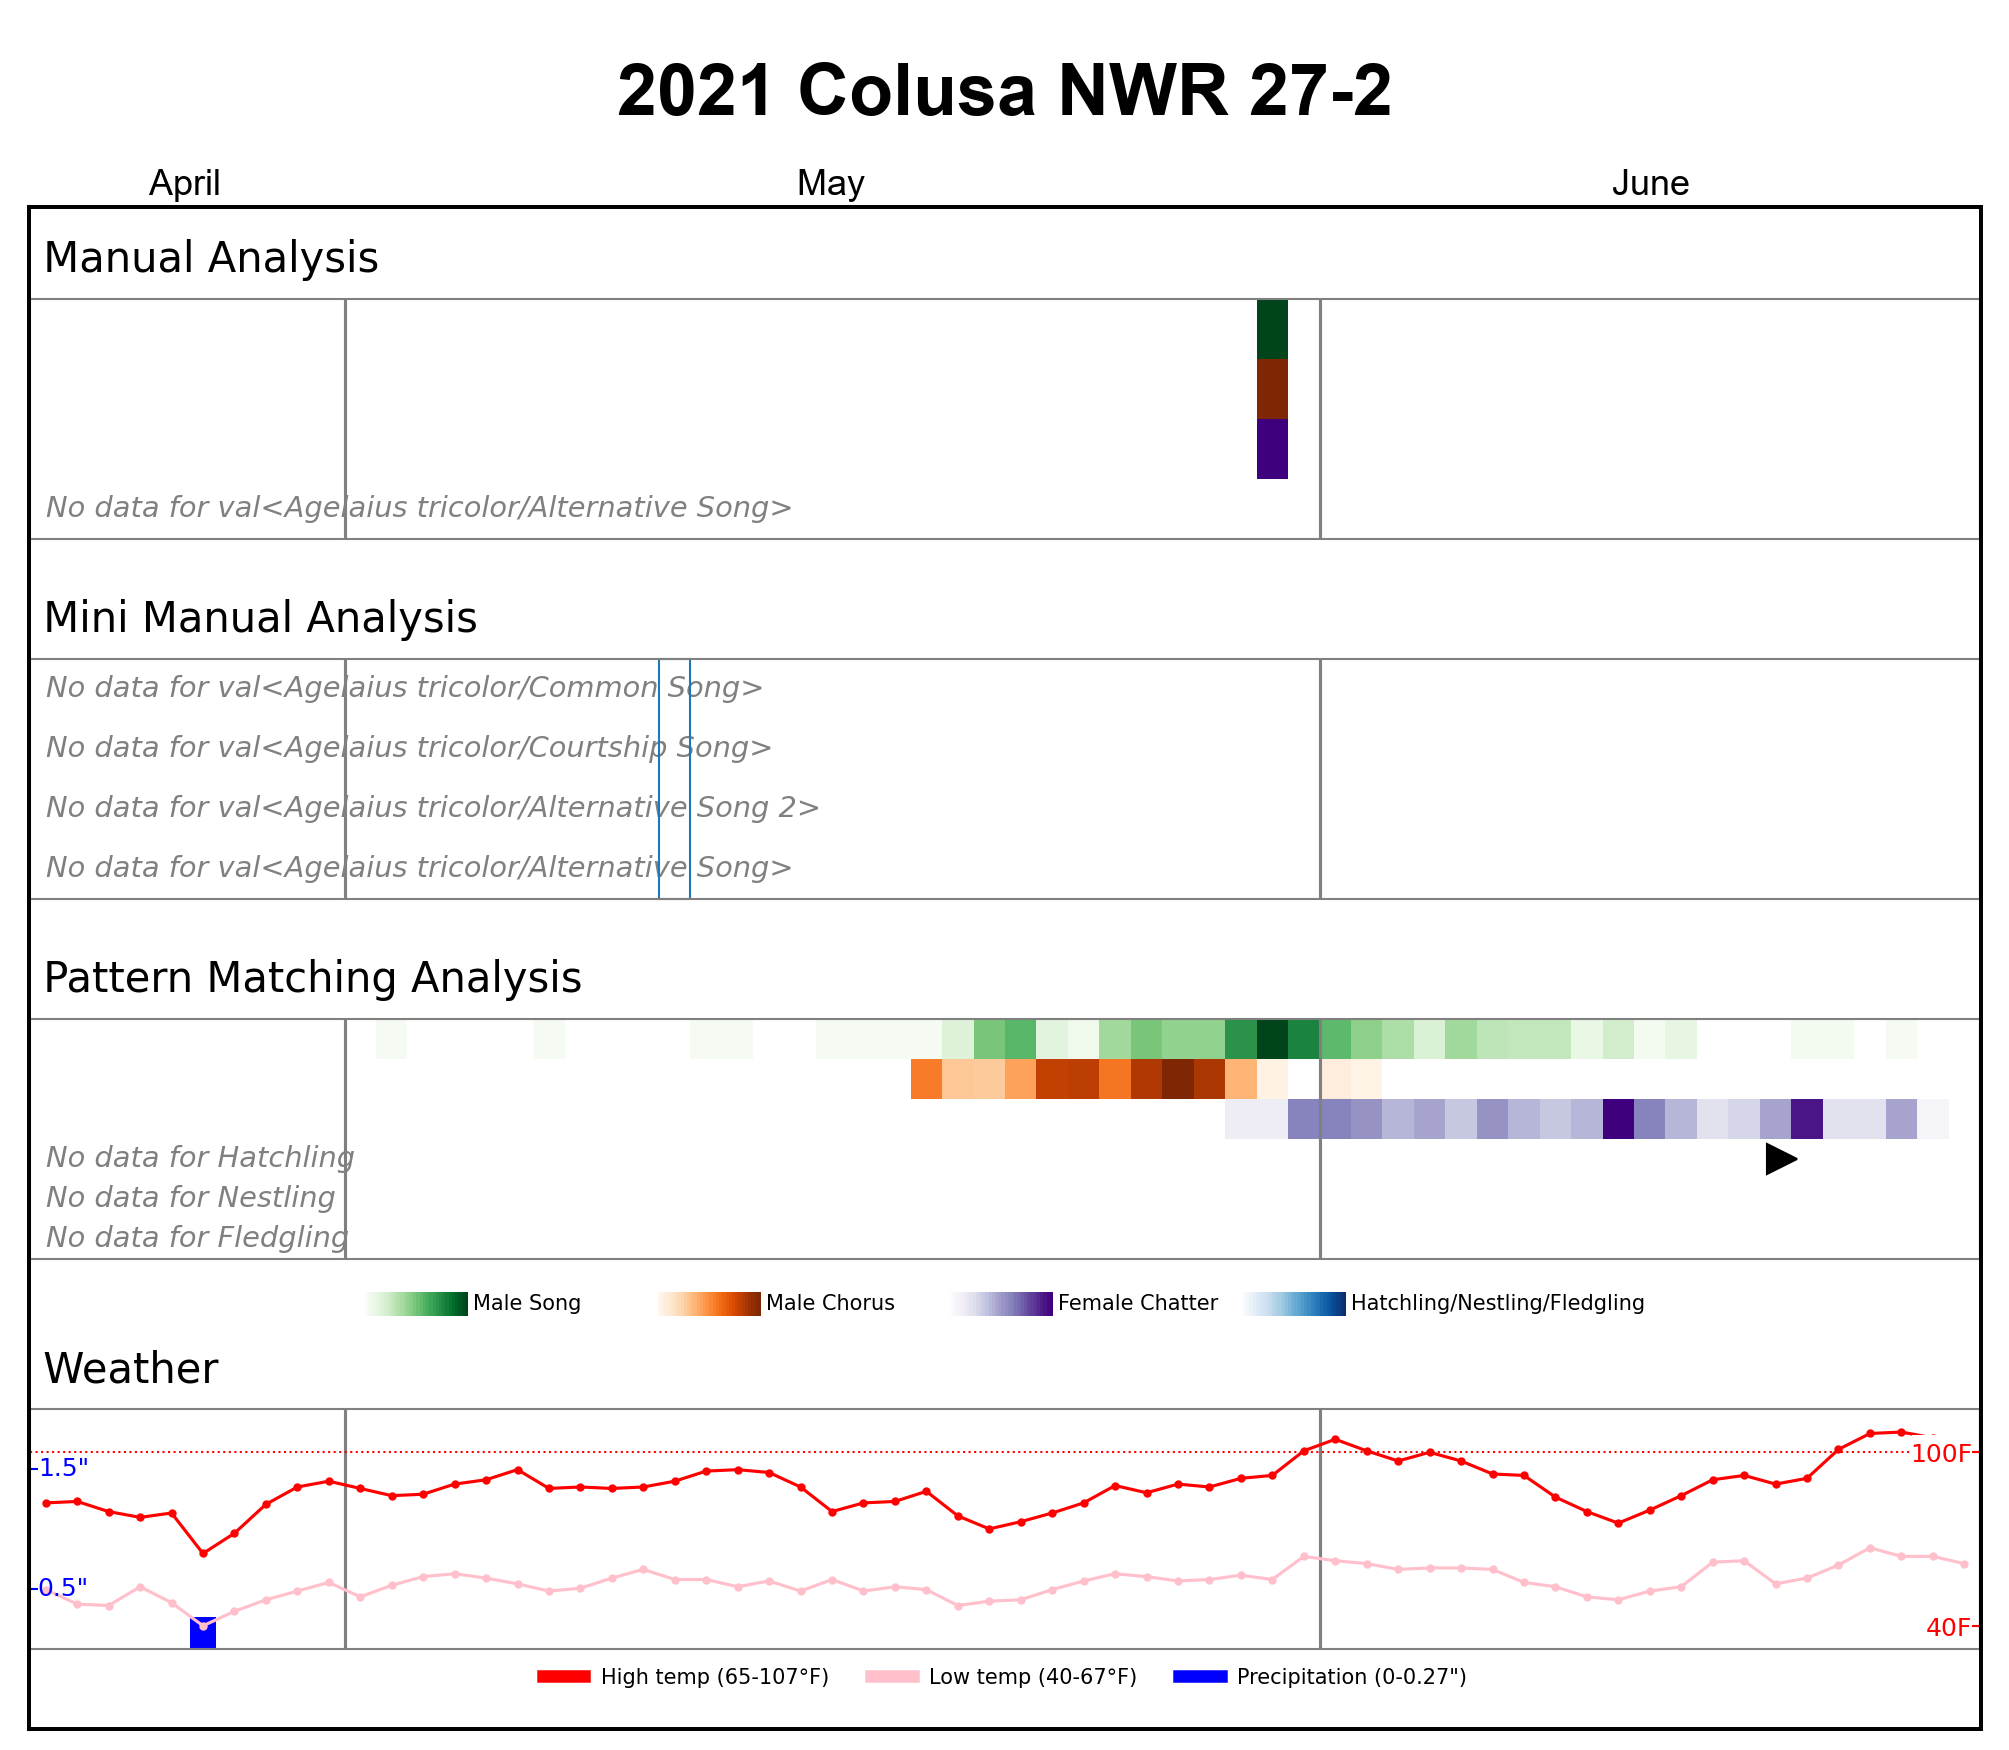 2021 Colusa NWR 27-2
April May June
Manual Analysis
No data for val<Agelaius tricolor/Alternative Song>
Mini Manual Analysis
No data for val<Agelaius tricolor/Common Song>
No data for val<Agelaius tricolor/Courtship Song>
No data for val<Agelaius tricolor/Alternative Song 2>
No data for val<Agelaius tricolor/Alternative Song>
Pattern Matching Analysis
No data for Hatchling
No data for Nestling
No data for Fledgling
Male Song Male Chorus Female Chatter Hatchling/Nestling/Fledgling
Weather
100F
1.5"
0.5"
40F
High temp (65-107°F) Low temp (40-67°F) Precipitation (0-0.27")